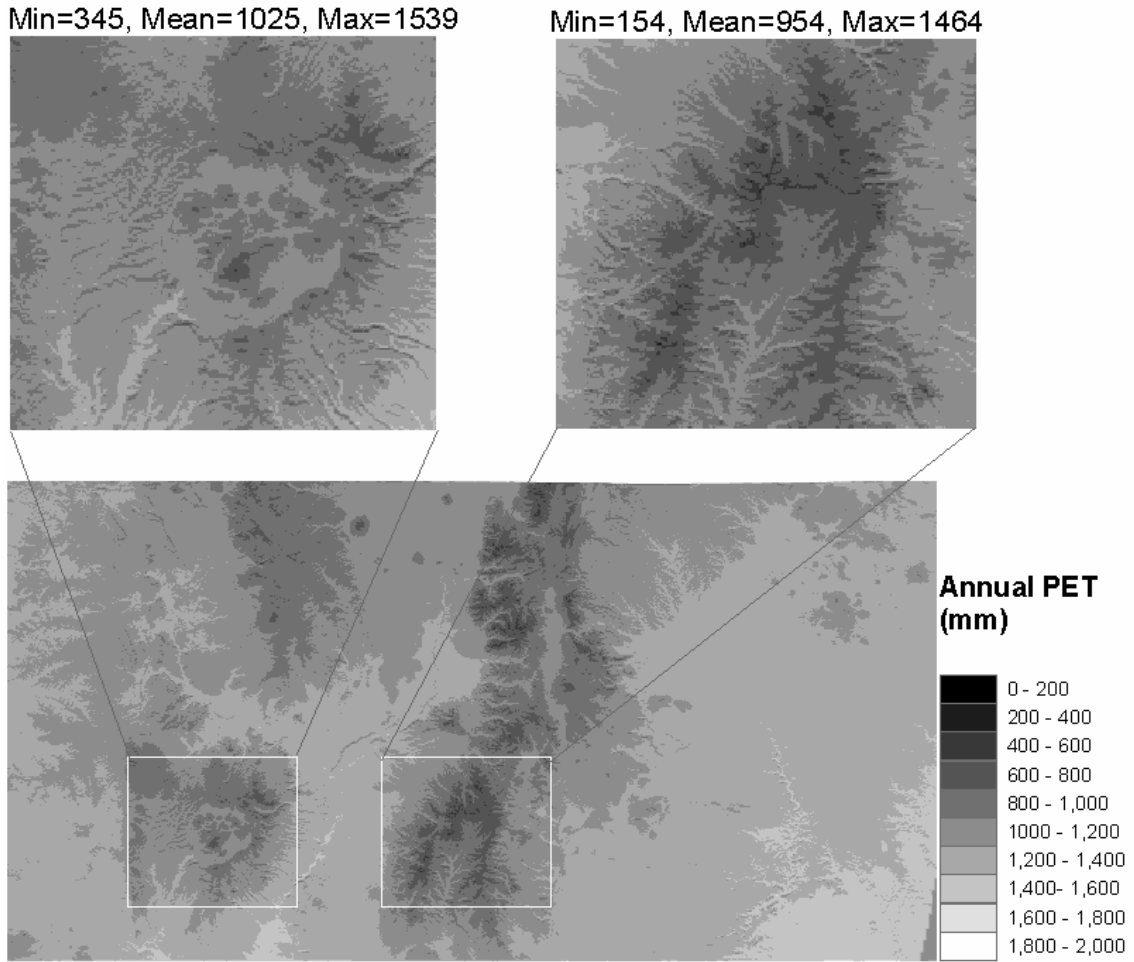 Min=345, Mean=1025, Max=1539
Min=154, Mean=954, Max=1464
Annual PET
(mm)
0 - 200
200 - 400
400 - 600
600 - 800
800 - 1,000
1000 - 1,200
1,200 - 1,400
1,400- 1,600
1,600 - 1,800
1,800 - 2,000